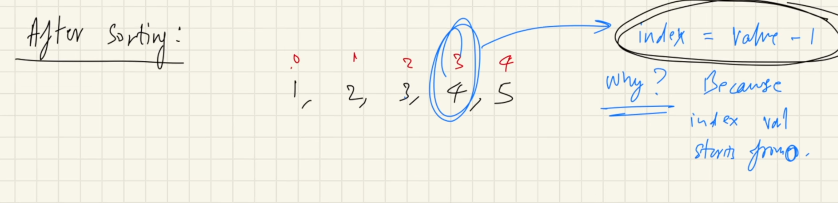 After Sorting:
0 1 2 3 4
1, 2, 3, 4, 5
index = value - 1
Why? Because
index val
starts from 0.